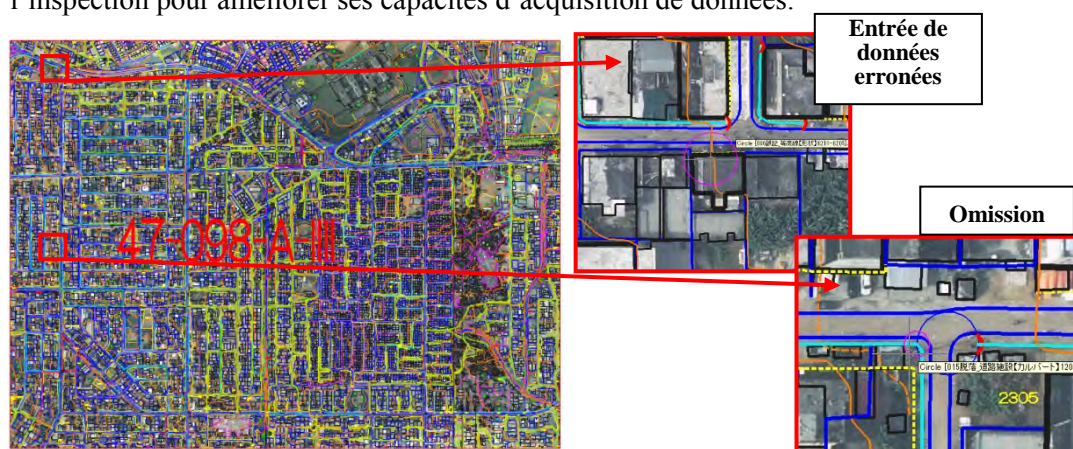 l'inspection pour améliorer ses capacités d'acquisition de données.
Entrée de
données
erronées
Omission
47-098-A-III
2305